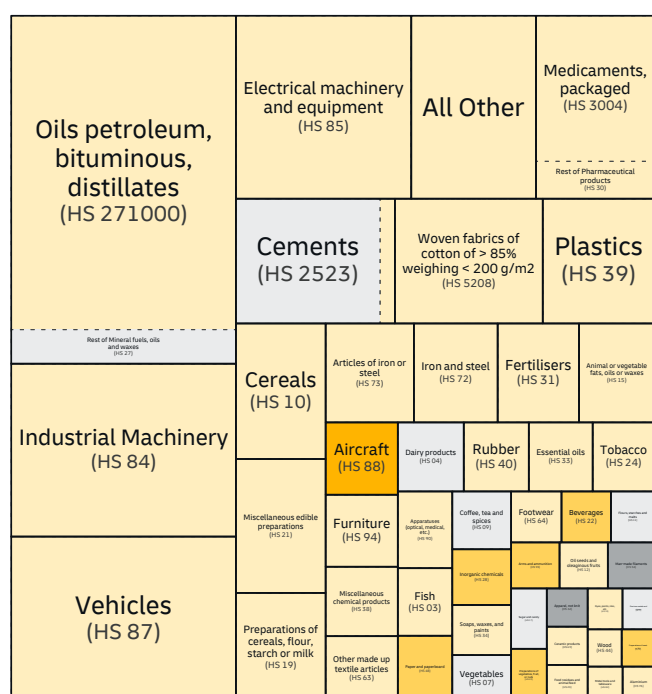 Oils petroleum,
bituminous,
distillates
(HS 271000)
Rest of Mineral fuels, oils
and waxes
(HS 27)
Industrial Machinery
(HS 84)
Vehicles
(HS 87)
Electrical machinery
and equipment
(HS 85)
All Other
Medicaments,
packaged
(HS 3004)
Rest of Pharmaceutical
products
(HS 30)
Cements
(HS 2523)
Woven fabrics of
cotton of > 85%
weighing < 200 g/m2
(HS 5208)
Plastics
(HS 39)
Cereals
(HS 10)
Articles of iron or
steel
(HS 73)
Iron and steel
(HS 72)
Fertilisers
(HS 31)
Animal or vegetable
fats, oils or waxes
(HS 15)
Aircraft
(HS 88)
Dairy products
(HS 04)
Rubber
(HS 40)
Essential oils
(HS 33)
Tobacco
(HS 24)
Miscellaneous edible
preparations
(HS 21)
Furniture
(HS 94)
Apparatuses
(optical, medical,
etc.)
(HS 90)
Coffee, tea and
spices
(HS 09)
Footwear
(HS 64)
Beverages
(HS 22)
Inorganic chemicals
(HS 28)
Oil seeds and
oleaginous fruits
(HS 12)
Miscellaneous
chemical products
(HS 38)
Fish
(HS 03)
Soaps, waxes, and
paints
(HS 34)
Preparations of
cereals, flour,
starch or milk
(HS 19)
Other made up
textile articles
(HS 63)
Paper and paperboard
(HS 48)
Vegetables
(HS 07)
Wood
(HS 44)